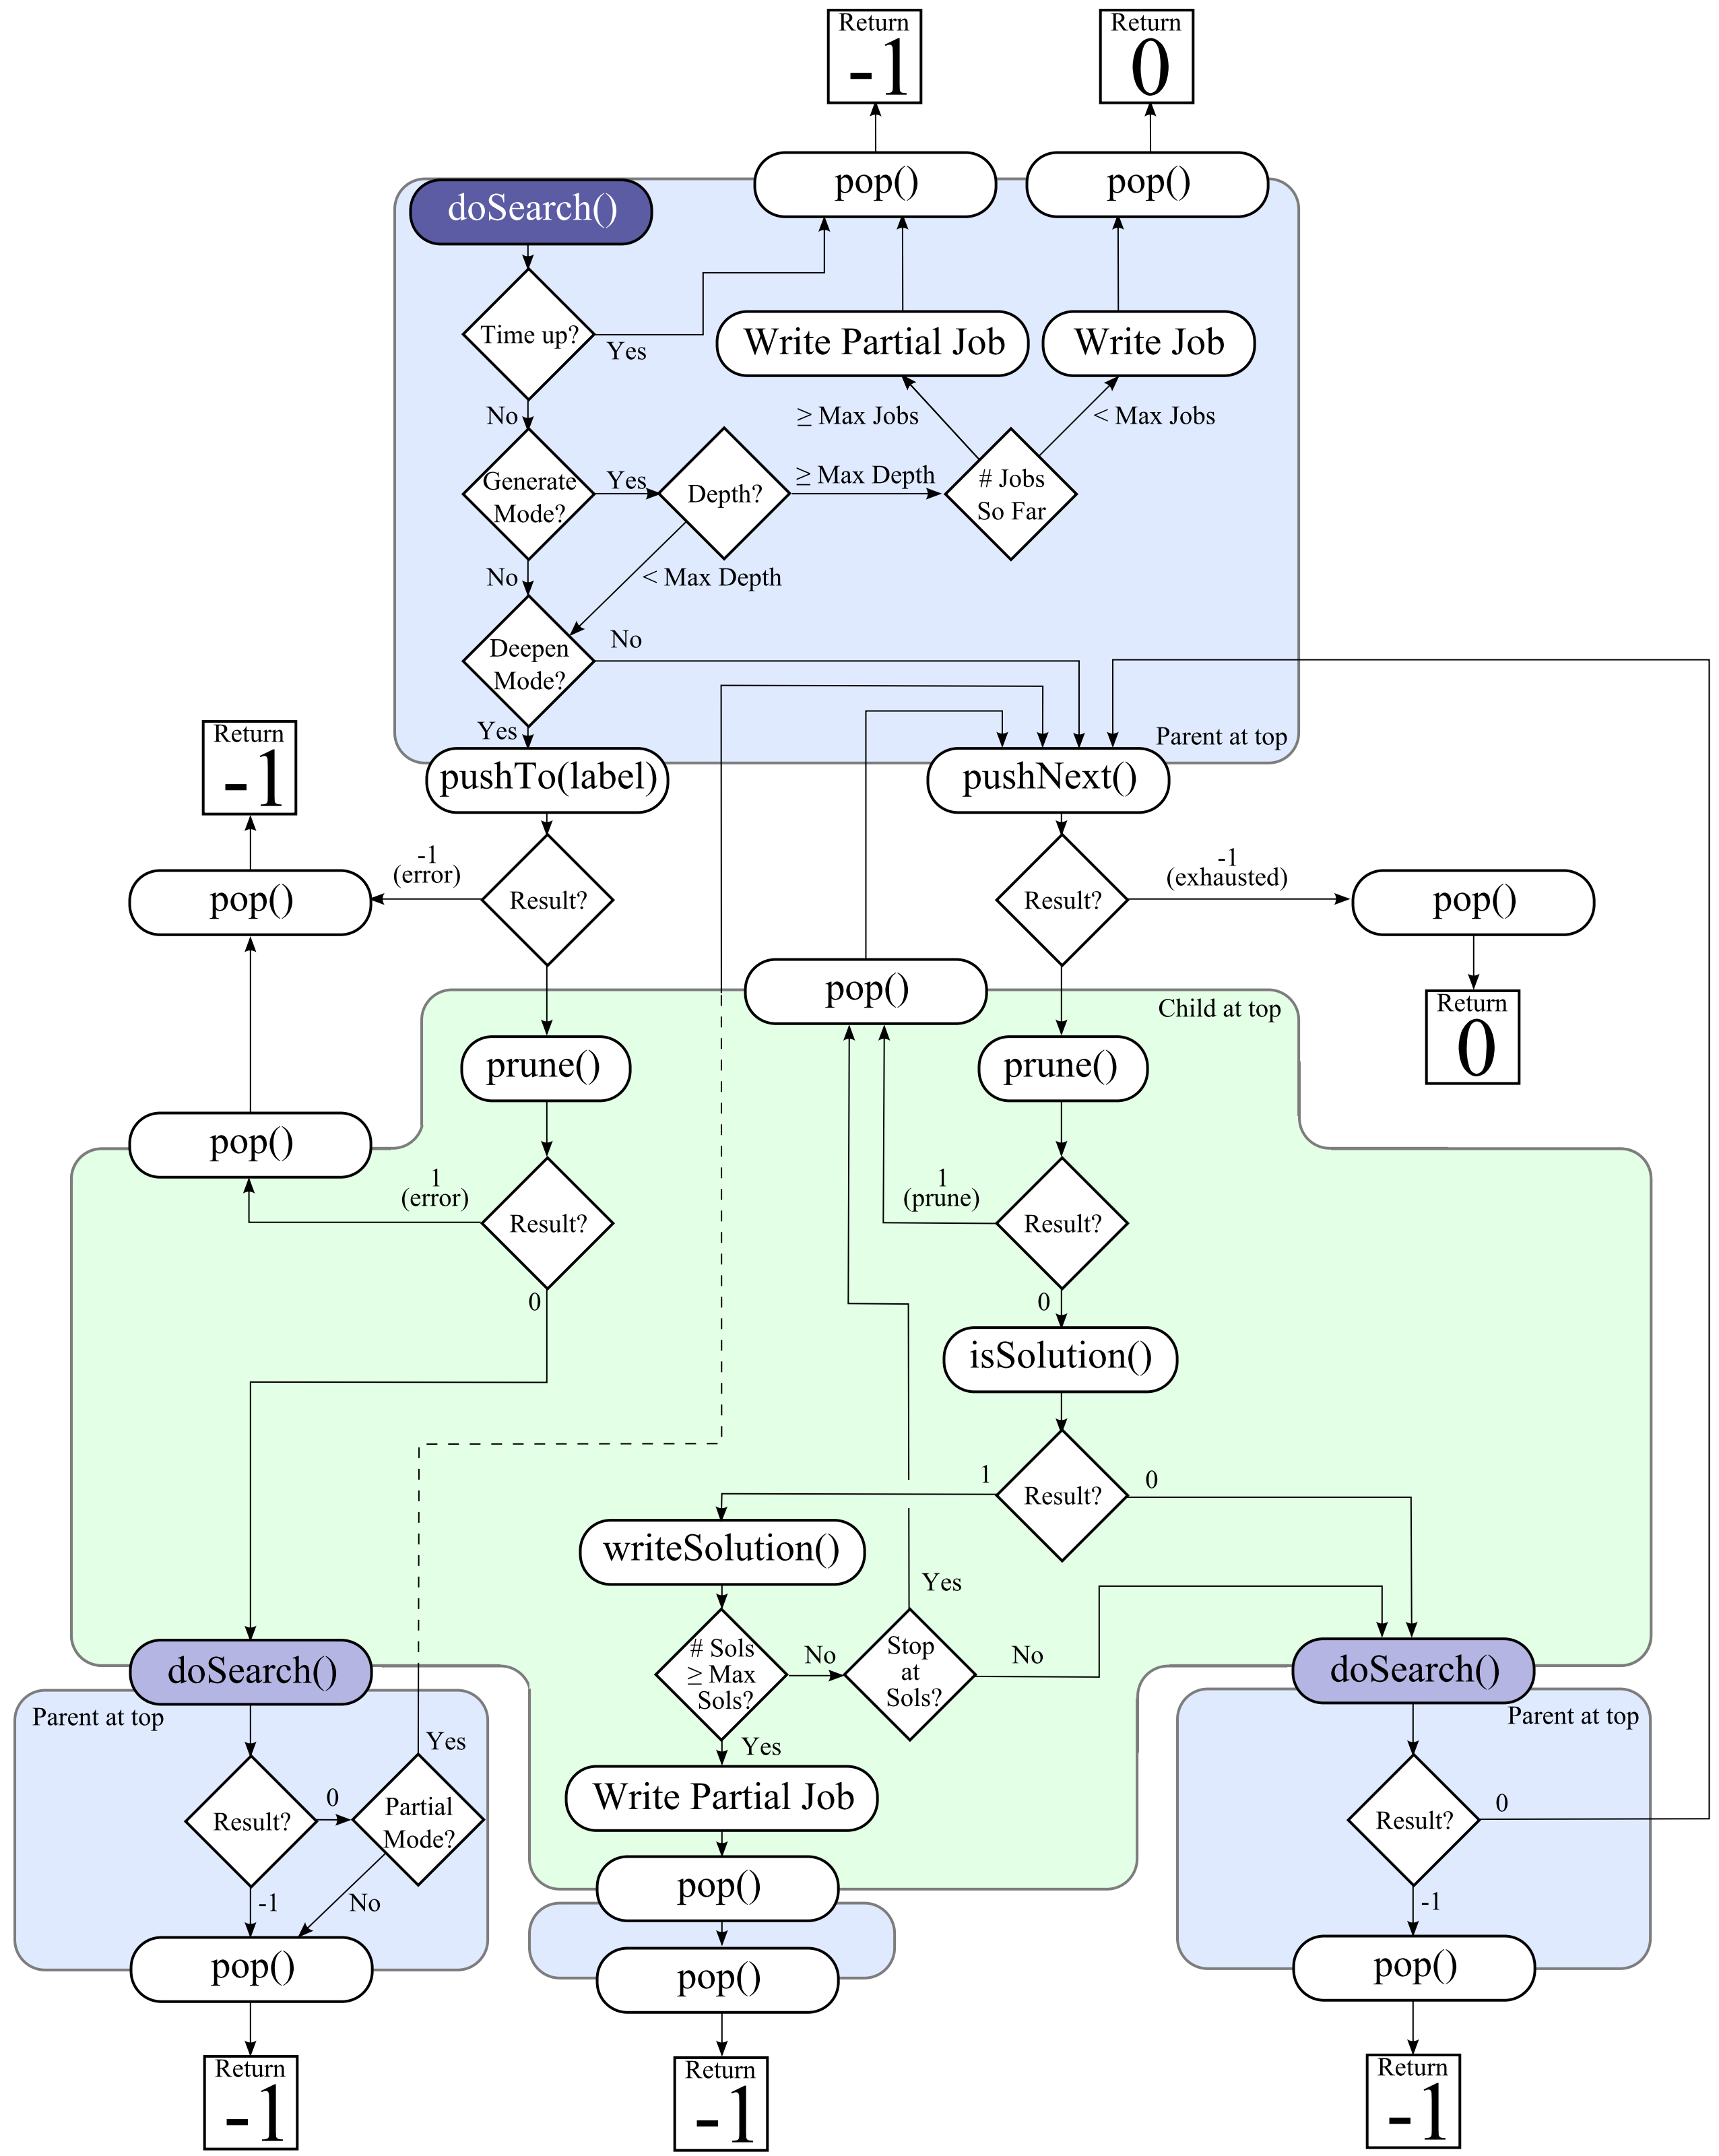 Return
-1
Return
0
pop()
pop()
doSearch()
Time up?
Yes
Write Partial Job
Write Job
No
≥ Max Jobs
< Max Jobs
Generate
Mode?
Yes
Depth?
≥ Max Depth
# Jobs
So Far
No
< Max Depth
Deepen
Mode?
No
Yes
Parent at top
Return
-1
pushTo(label)
pushNext()
-1
(error)
Result?
pop()
Result?
-1
(exhausted)
pop()
pop()
Child at top
Return
0
prune()
prune()
pop()
1
(error)
Result?
1
(prune)
Result?
0
0
isSolution()
1
Result?
0
writeSolution()
Yes
# Sols
≥ Max
Sols?
No
Stop
at
Sols?
No
doSearch()
doSearch()
Parent at top
Parent at top
Yes
Yes
Result?
0
Partial
Mode?
Write Partial Job
Result?
0
-1
No
pop()
-1
pop()
pop()
pop()
Return
-1
Return
-1
Return
-1